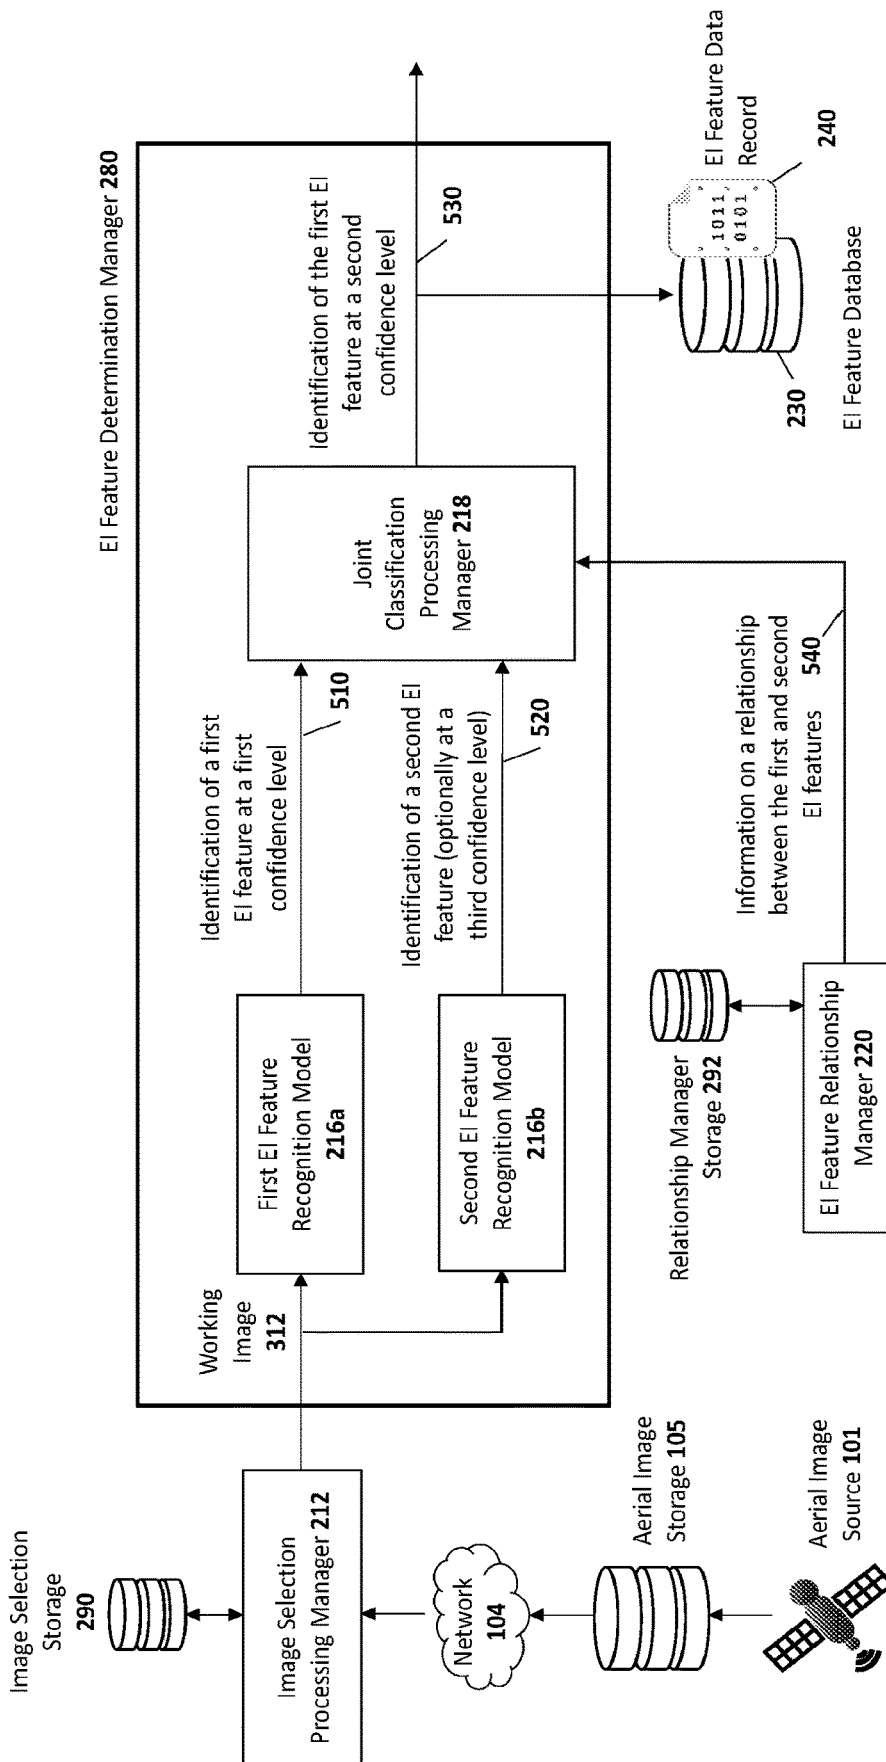 Image Selection
Storage
290
Image Selection
Processing Manager 212
Network
104
Aerial Image
Storage 105
Aerial Image
Source 101
EI Feature Determination Manager 280
Working
Image
312
First EI Feature
Recognition Model
216a
Second EI Feature
Recognition Model
216b
Identification of a first
EI feature at a first
confidence level
510
Identification of a second EI
feature (optionally at a
third confidence level)
520
Joint
Classification
Processing
Manager 218
Identification of the first EI
feature at a second
confidence level
530
Relationship Manager
Storage 292
EI Feature Relationship
Manager 220
Information on a relationship
between the first and second
EI features
540
230
EI Feature Database
1011
0101
EI Feature Data
Record
240